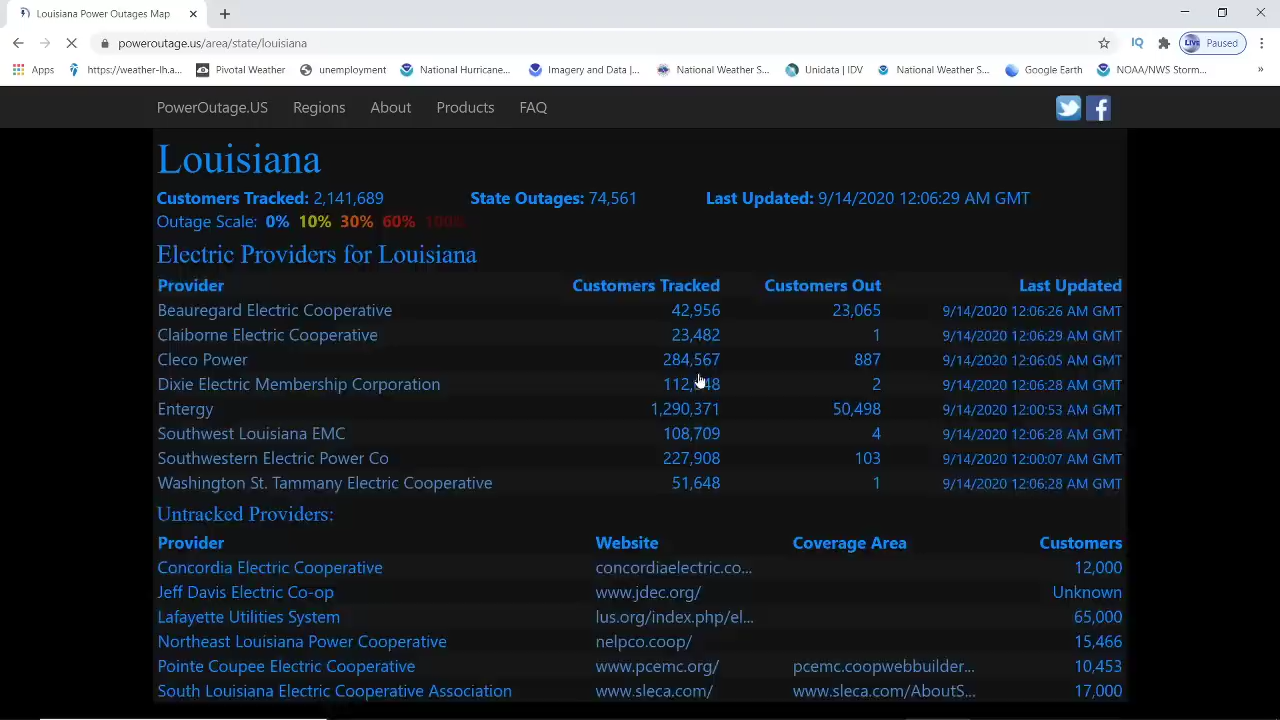 Louisiana Power Outages Map
poweroutage.us/area/state/louisiana
LIVE Paused
Apps https://weather-lh.a... Pivotal Weather unemployment National Hurricane... Imagery and Data |... National Weather S... Unidata | IDV National Weather S... Google Earth NOAA/NWS Storm...
PowerOutage.US Regions About Products FAQ
Louisiana
Customers Tracked: 2,141,689 State Outages: 74,561 Last Updated: 9/14/2020 12:06:29 AM GMT
Outage Scale: 0% 10% 30% 60% 100%
Electric Providers for Louisiana
Provider Customers Tracked Customers Out Last Updated
Beauregard Electric Cooperative 42,956 23,065 9/14/2020 12:06:26 AM GMT
Claiborne Electric Cooperative 23,482 1 9/14/2020 12:06:29 AM GMT
Cleco Power 284,567 887 9/14/2020 12:06:05 AM GMT
Dixie Electric Membership Corporation 2 9/14/2020 12:06:28 AM GMT
Entergy 1,290,371 50,498 9/14/2020 12:00:53 AM GMT
Southwest Louisiana EMC 108,709 4 9/14/2020 12:06:28 AM GMT
Southwestern Electric Power Co 227,908 103 9/14/2020 12:00:07 AM GMT
Washington St. Tammany Electric Cooperative 51,648 1 9/14/2020 12:06:28 AM GMT
Untracked Providers:
Provider Website Coverage Area Customers
Concordia Electric Cooperative concordiaelectric.co... 12,000
Jeff Davis Electric Co-op www.jdec.org/ Unknown
Lafayette Utilities System lus.org/index.php/el... 65,000
Northeast Louisiana Power Cooperative nelpco.coop/ 15,466
Pointe Coupee Electric Cooperative www.pcemc.org/ pcemc.coopwebbuilder... 10,453
South Louisiana Electric Cooperative Association www.sleca.com/ www.sleca.com/AboutS... 17,000